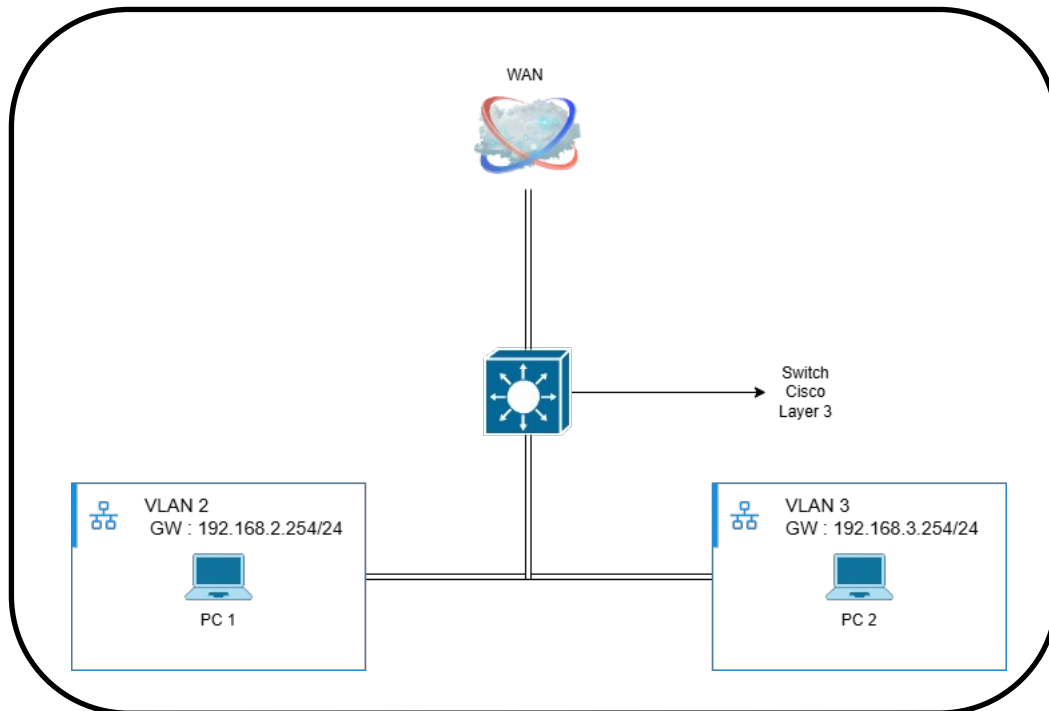 WAN
Switch
Cisco
Layer 3
VLAN 2
GW : 192.168.2.254/24
PC 1
VLAN 3
GW : 192.168.3.254/24
PC 2